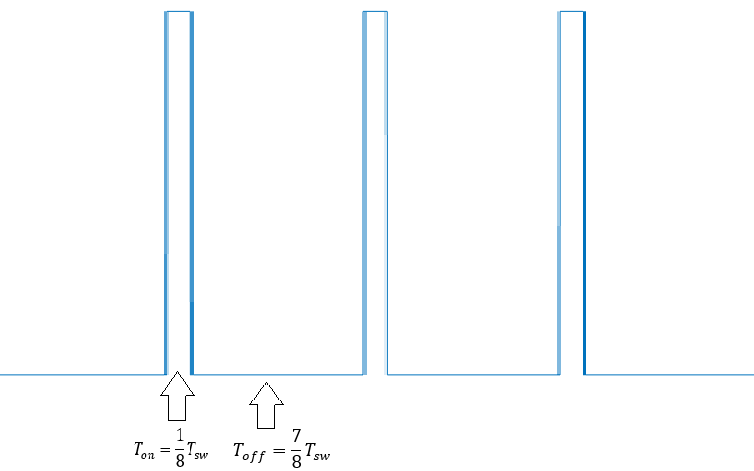 T_on = 1/8 T_sw
T_off = 7/8 T_sw